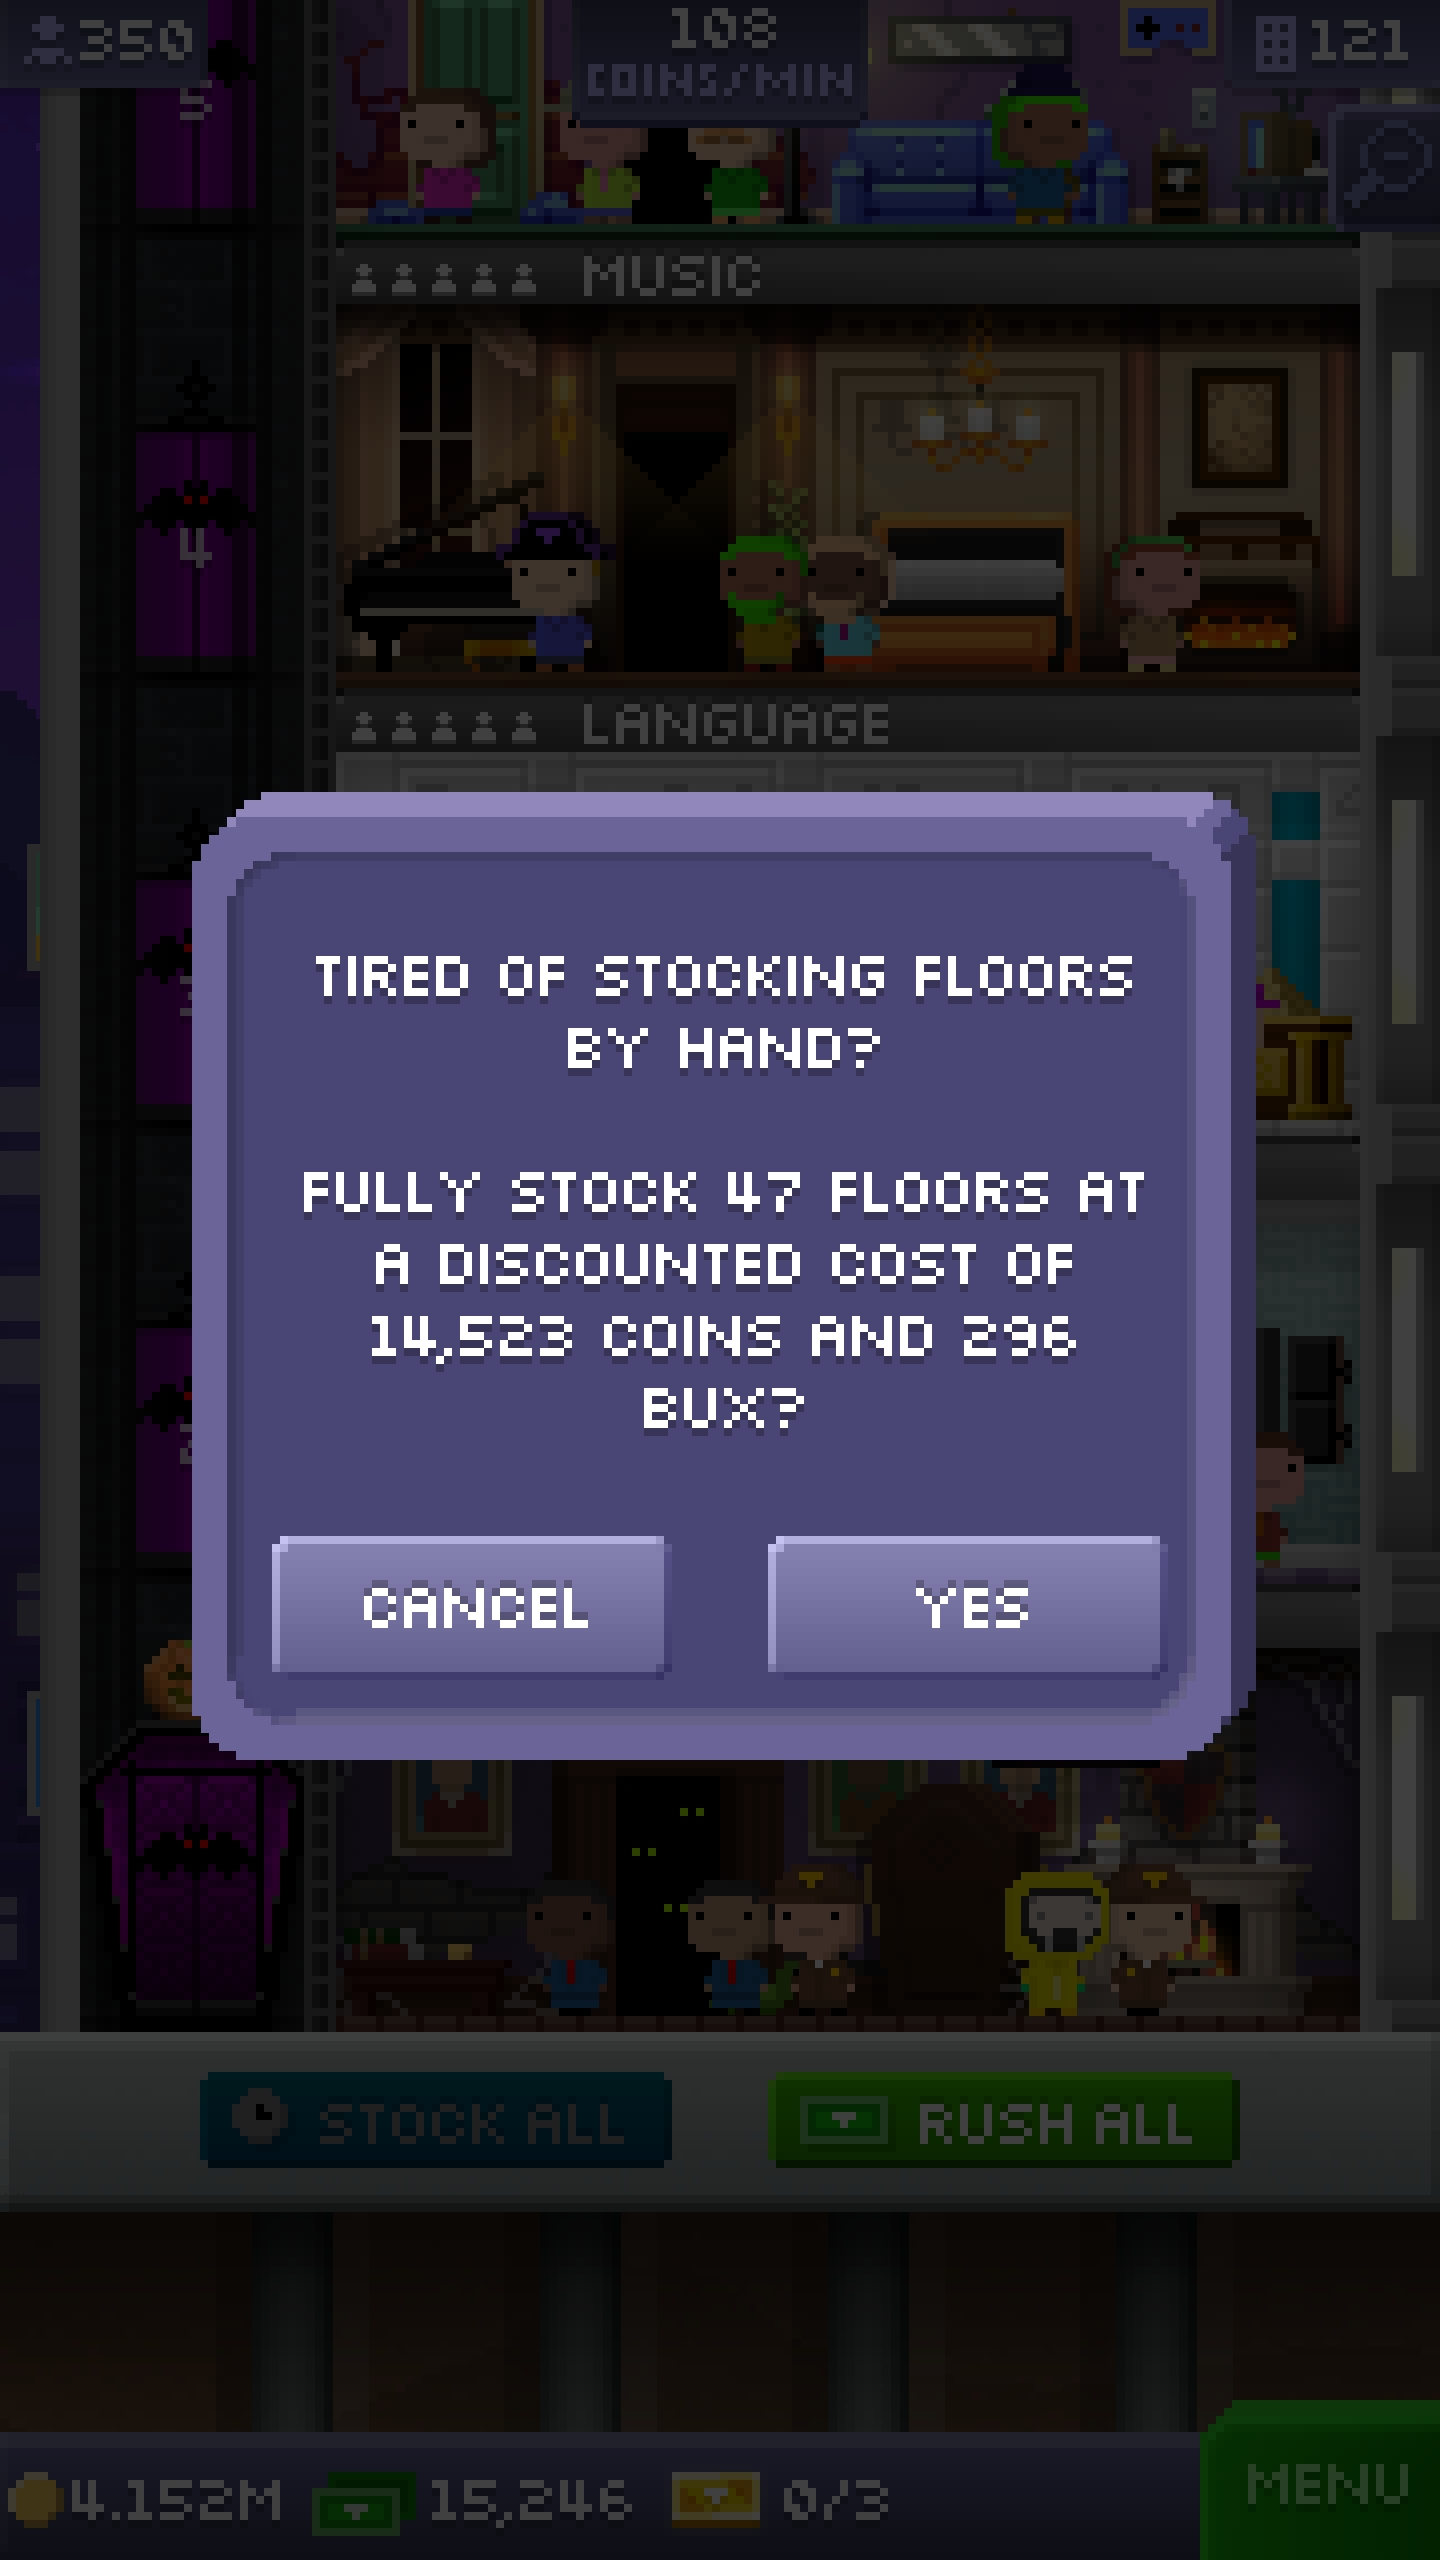 350
108
COINS/MIN
121
5
MUSIC
4
LANGUAGE
TIRED OF STOCKING FLOORS
BY HAND?
FULLY STOCK 47 FLOORS AT
A DISCOUNTED COST OF
14,523 COINS AND 296
BUX?
CANCEL
YES
STOCK ALL
RUSH ALL
4.152M
15,246
0/3
MENU